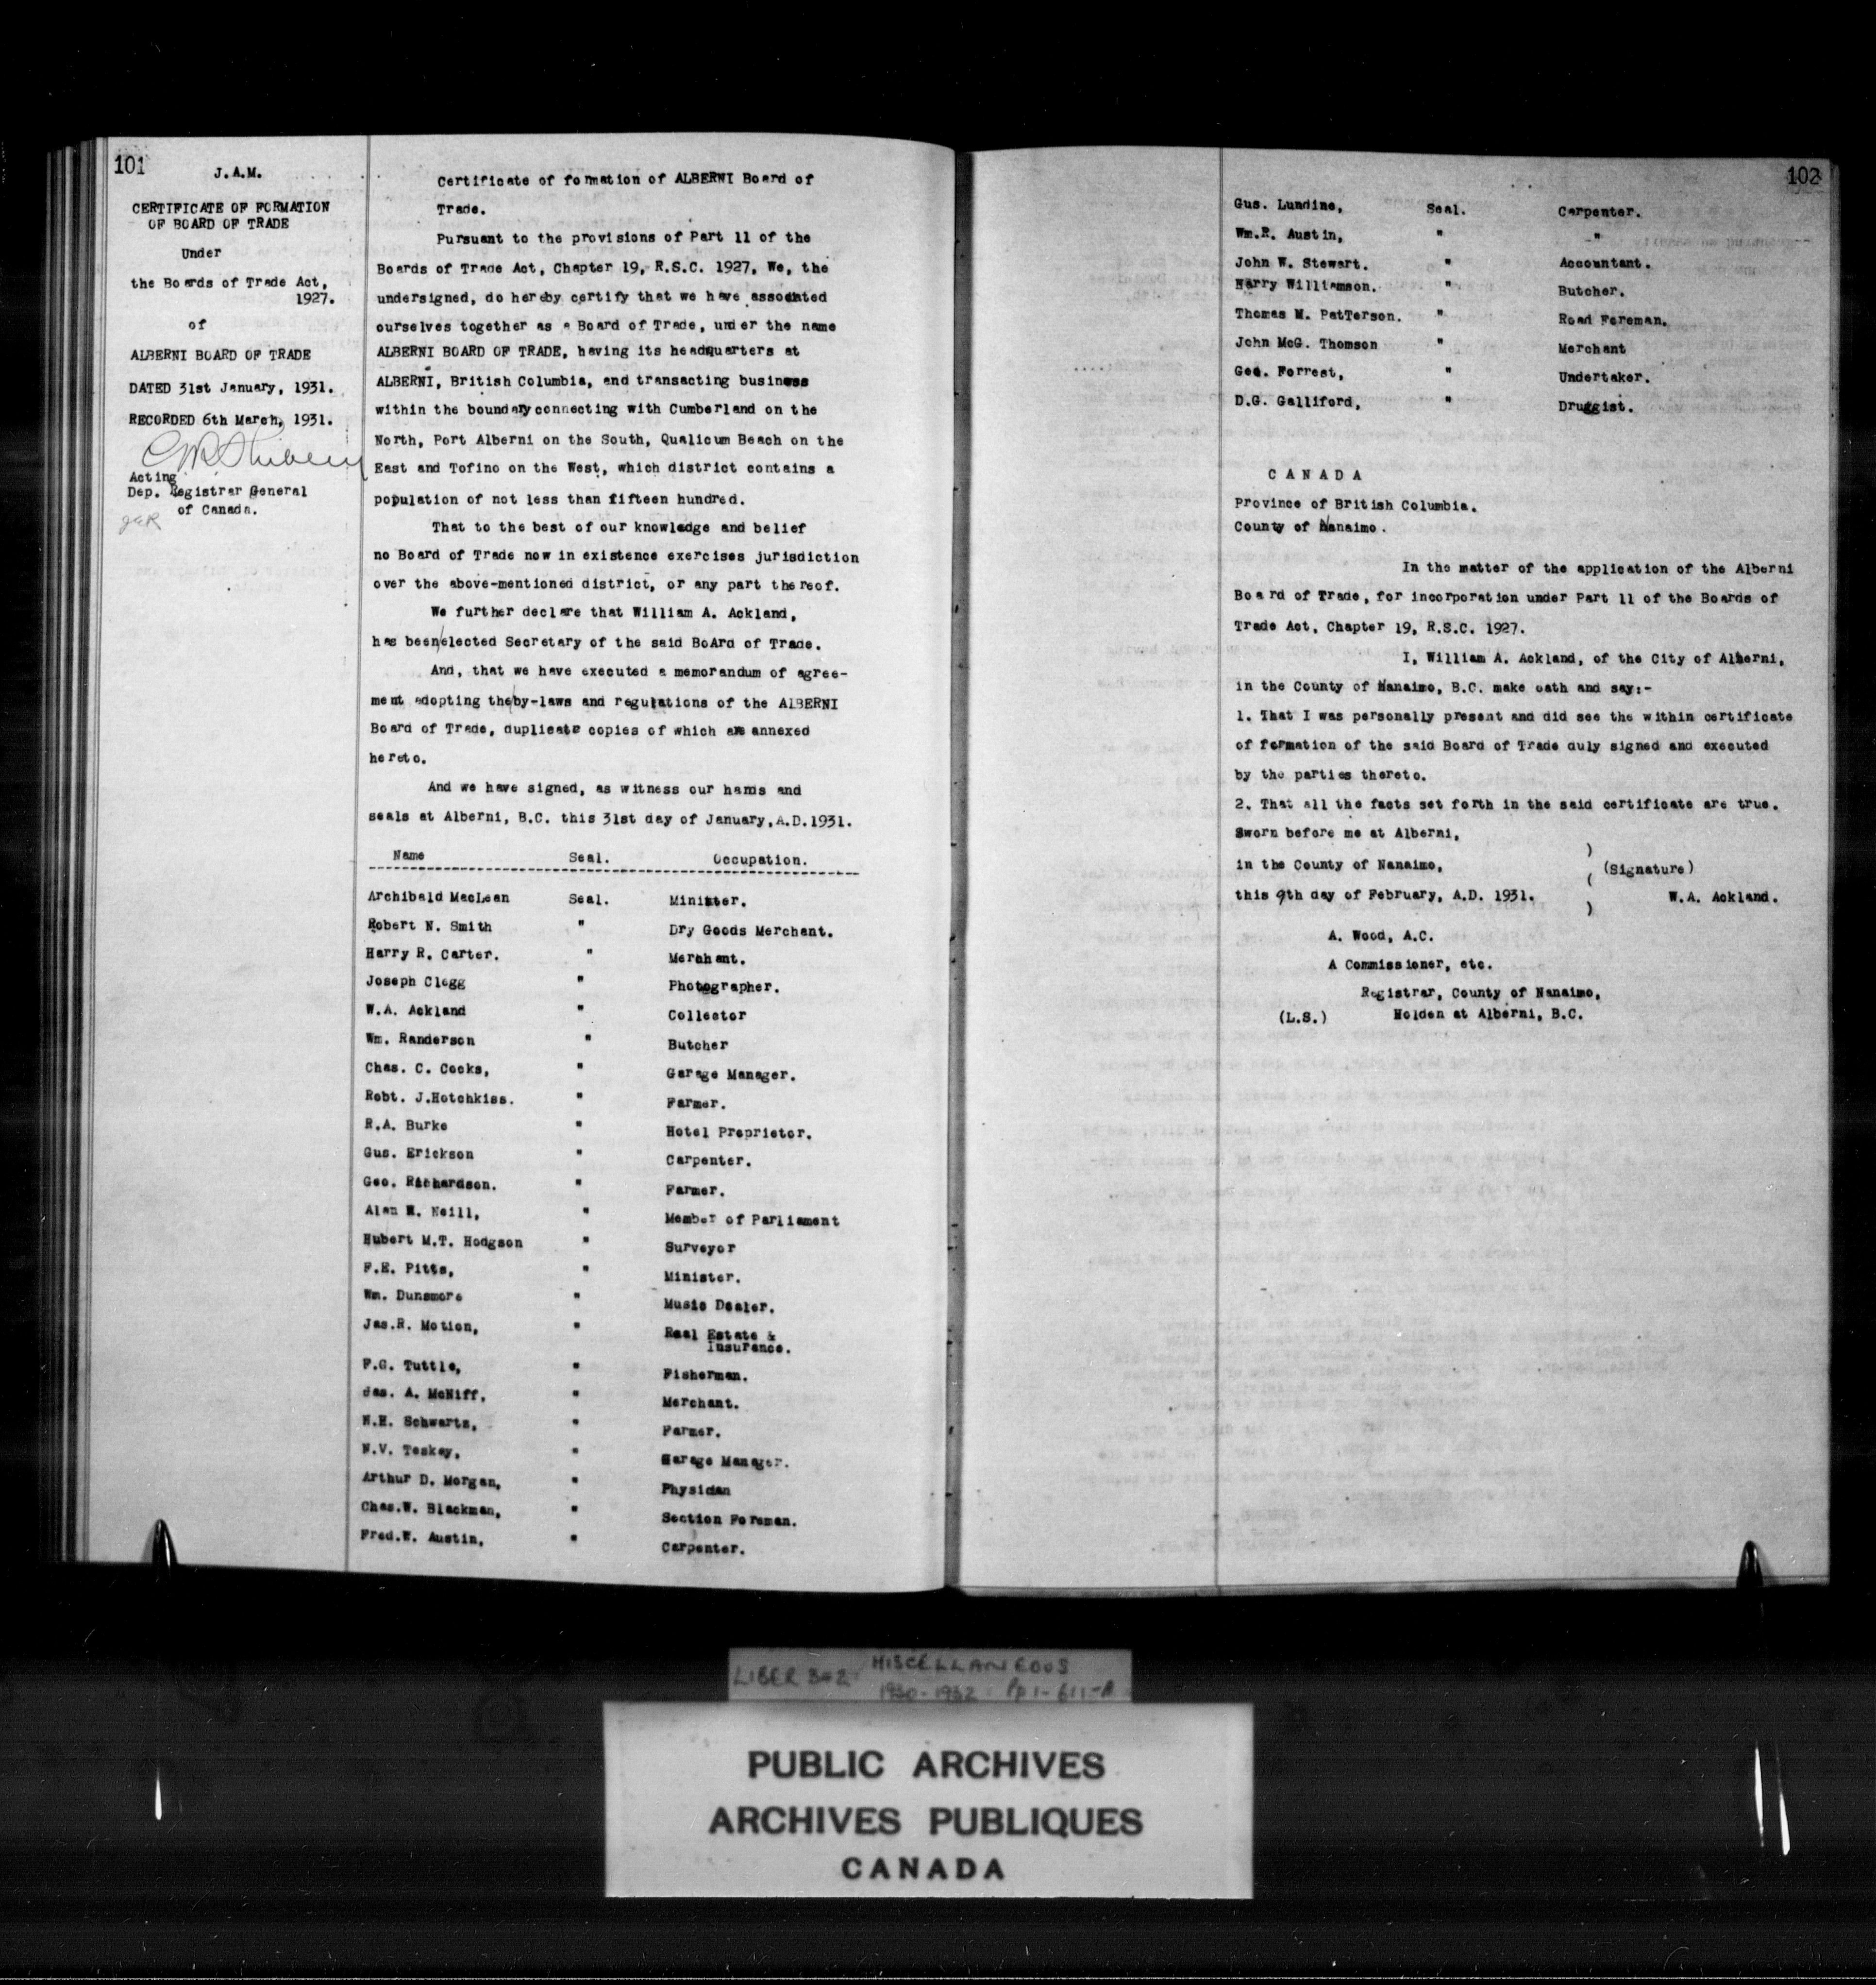 101
J.A.M.
CERTIFICATE OF FORMATION
OF BOARD OF TRADE
Under
the Boards of Trade Act,
1927.
of
ALBERNI BOARD OF TRADE
DATED 31st January, 1931.
RECORDED 6th March, 1931.
Acting
Dep. Registrar General
of Canada.
Certificate of formation of ALBERNI Board of
Trade.
Pursuant to the provisions of Part 11 of the
Boards of Trade Act, Chapter 19, R.S.C. 1927, We, the
undersigned, do hereby certify that we have associated
ourselves together as a Board of Trade, under the name
ALBERNI BOARD OF TRADE, having its headquarters at
ALBERNI, British Columbia, and transacting business
within the boundary connecting with Cumberland on the
North, Port Alberni on the South, Qualicum Beach on the
East and Tofino on the West, which district contains a
population of not less than fifteen hundred.
That to the best of our knowledge and belief
no Board of Trade now in existence exercises jurisdiction
over the above-mentioned district, or any part thereof.
We further declare that William A. Ackland,
has been/elected Secretary of the said BoArd of Trade.
And, that we have executed a memorandum of agree-
ment adopting the/by-laws and regulations of the AlBERNI
Board of Trade, duplicate copies of which are annexed
hereto.
And we have signed, as witness our hands and
seals at Alberni, B.C. this 31st day of January,A.D.1931.
Name Seal. Occupation.
Archibald MacLean Seal. Minister.
Robert N. Smith " Dry Goods Merchant.
Harry R. Carter. " Merchant.
Joseph Clegg " Photographer.
W.A. Ackland " Collector
Wm. Randerson " Butcher
Chas. C. Cocks, " Garage Manager.
Robt. J.Hotchkiss. " Farmer.
R.A. Burke " Hotel Proprietor.
Gus. Erickson " Carpenter.
Geo. Richardson. " Farmer.
Alan W. Neill, " Member of Parliament
Hubert M.T. Hodgson " Surveyor
F.E. Pitts, " Minister.
Wm. Dunsmore " Music Dealer.
Jas.R. Motion, " Real Estate &
Insurance.
F.G. Tuttle, " Fisherman.
Jas. A. McNiff, " Merchant.
N.H. Schwartz, " Farmer.
N.V. Teskey, " Garage Manager.
Arthur D. Morgan, " Physician
Chas.W. Blackman, " Section Foreman.
Fred.W. Austin, " Carpenter.
102
Gus. Lundine, Seal. Carpenter.
Wm.R. Austin, " "
John W. Stewart. " Accountant.
Harry Williamson. " Butcher.
Thomas M. PatTerson. " Road Foreman.
John McG. Thomson " Merchant
Geo. Forrest, " Undertaker.
D.G. Galliford, " Druggist.
CANADA
Province of British Columbia.
County of Nanaimo.
In the matter of the application of the Alberni
Board of Trade, for incorporation under Part 11 of the Boards of
Trade Act, Chapter 19, R.S.C. 1927.
I, William A. Ackland, of the City of Alberni,
in the County of Nanaimo, B.C. make oath and say:-
1. That I was personally present and did see the within certificate
of formation of the said Board of Trade duly signed and executed
by the parties thereto.
2. That all the facts set forth in the said certificate are true.
Sworn before me at Alberni, )
in the County of Nanaimo, ( (Signature)
this 9th day of February, A.D. 1931. ) W.A. Ackland.
A. Wood, A.C.
A Commissioner, etc.
Registrar, County of Nanaimo,
(L.S.) Holden at Alberni, B.C.
LIBER 342 MISCELLANEOUS
1930-1932 Pp 1-611-A
PUBLIC ARCHIVES
ARCHIVES PUBLIQUES
CANADA